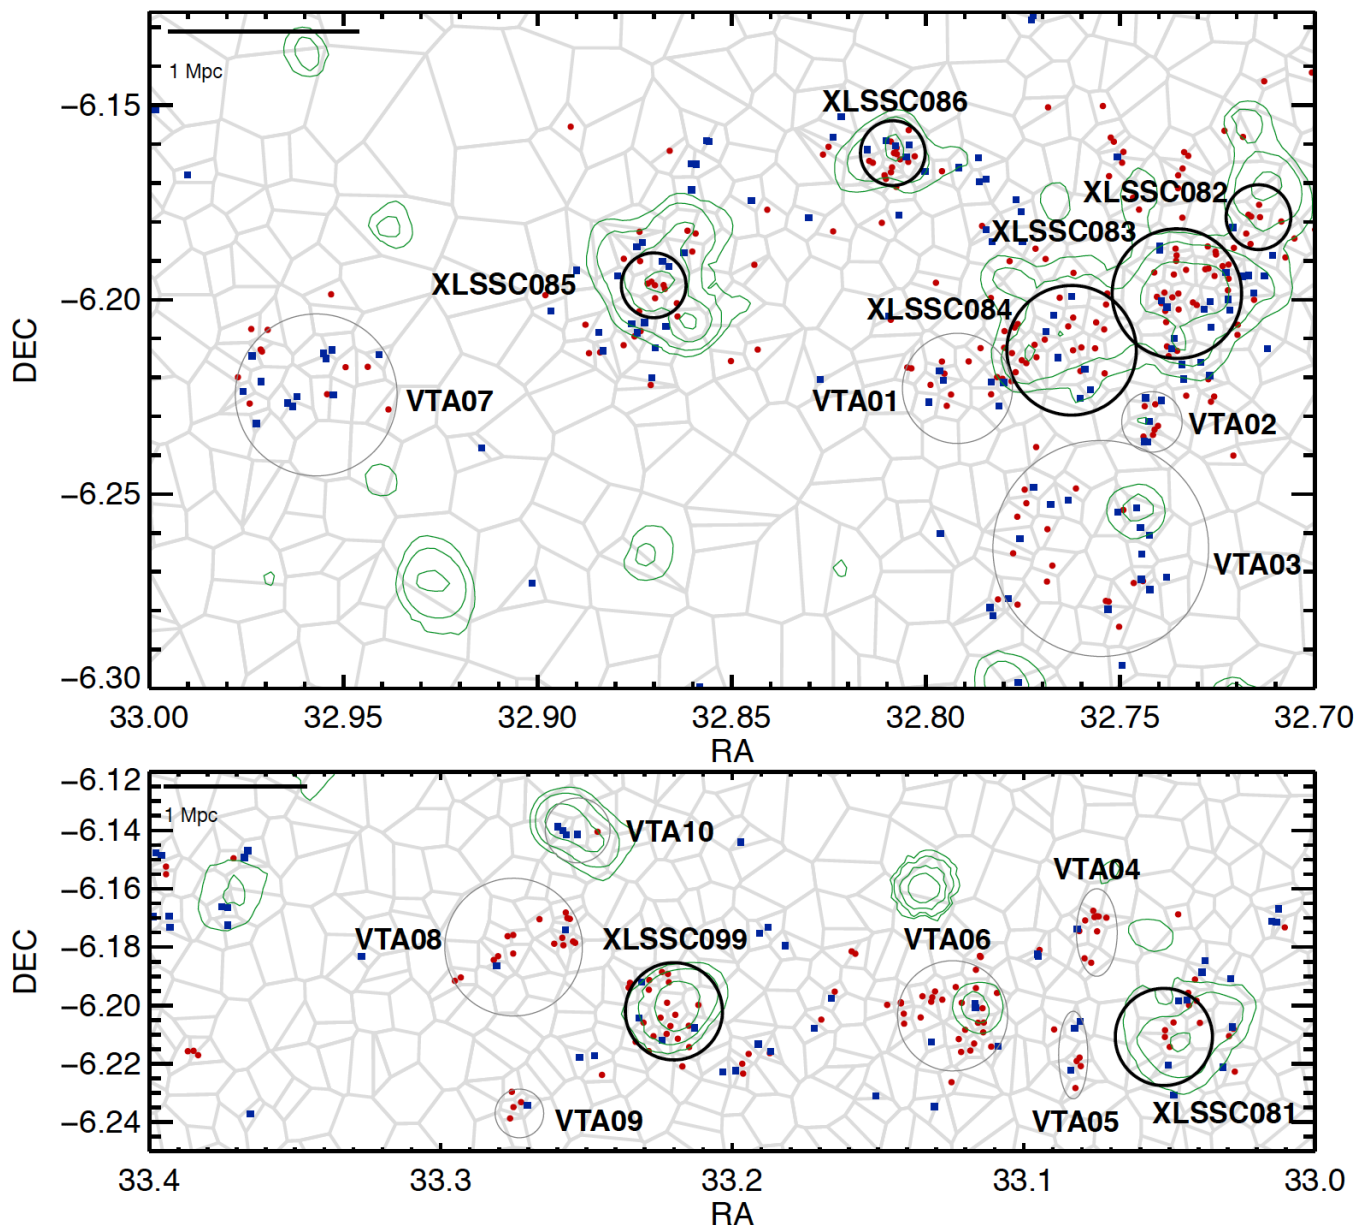 1 Mpc
−6.15
XLSSC086
XLSSC082
XLSSC083
−6.20
XLSSC085
XLSSC084
DEC
VTA07
VTA01
VTA02
−6.25
VTA03
−6.30
33.00 32.95 32.90 32.85 32.80 32.75 32.70
RA
−6.12
1 Mpc
−6.14
VTA10
−6.16
VTA04
−6.18
VTA08
XLSSC099
VTA06
DEC
−6.20
−6.22
−6.24
VTA09
VTA05
XLSSC081
33.4 33.3 33.2 33.1 33.0
RA